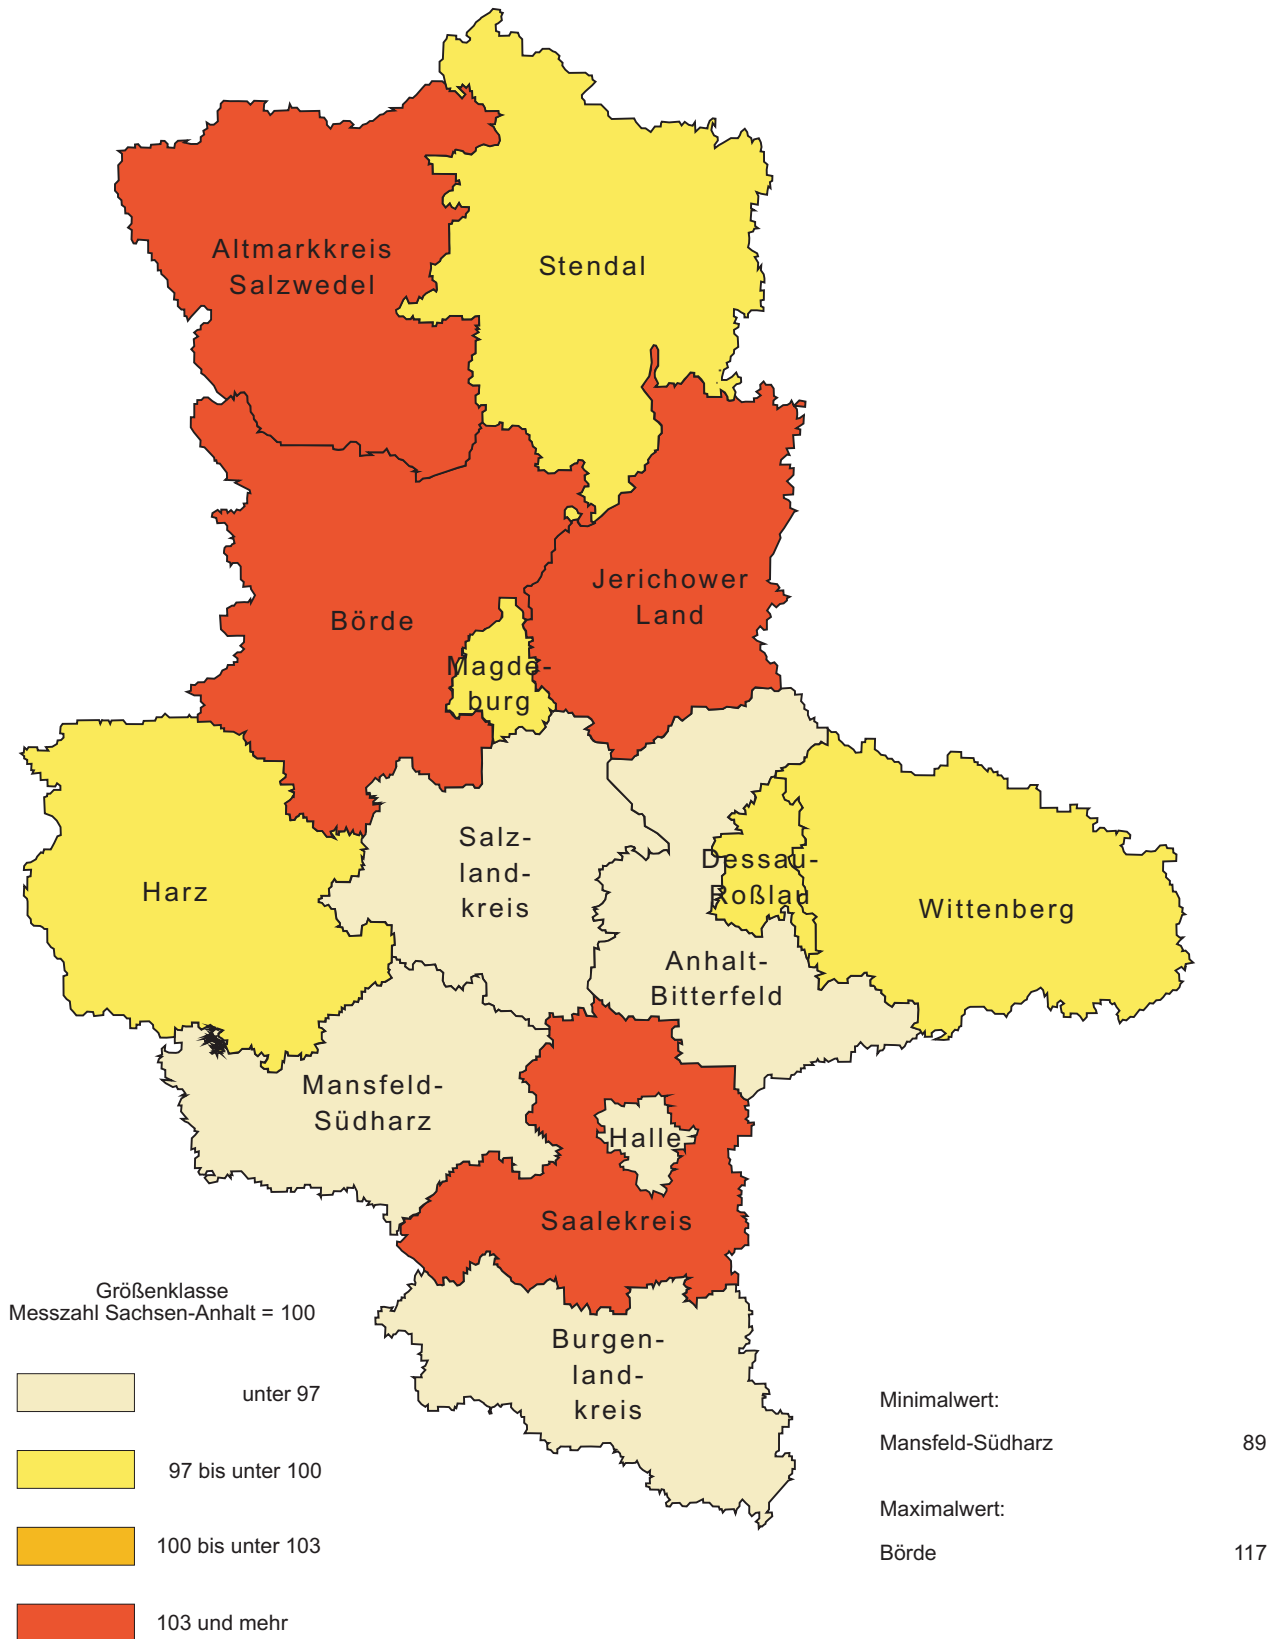 Altmarkkreis
Salzwedel
Stendal
Jerichower
Land
Börde
Magde-
burg
Salz-
land-
kreis
Harz
Dessau-
Roßlau
Wittenberg
Anhalt-
Bitterfeld
Mansfeld-
Südharz
Halle
Saalekreis
Burgen-
land-
kreis
Größenklasse
Messzahl Sachsen-Anhalt = 100
unter 97
97 bis unter 100
100 bis unter 103
103 und mehr
Minimalwert:
Mansfeld-Südharz 89
Maximalwert:
Börde 117